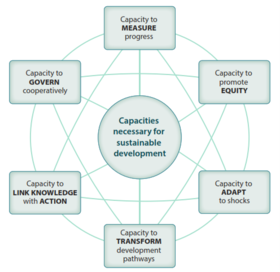 Capacity to
MEASURE
progress
Capacity to
GOVERN
cooperatively
Capacity to
promote
EQUITY
Capacities
necessary for
sustainable
development
Capacity to
LINK KNOWLEDGE
with ACTION
Capacity to
ADAPT
to shocks
Capacity to
TRANSFORM
development
pathways